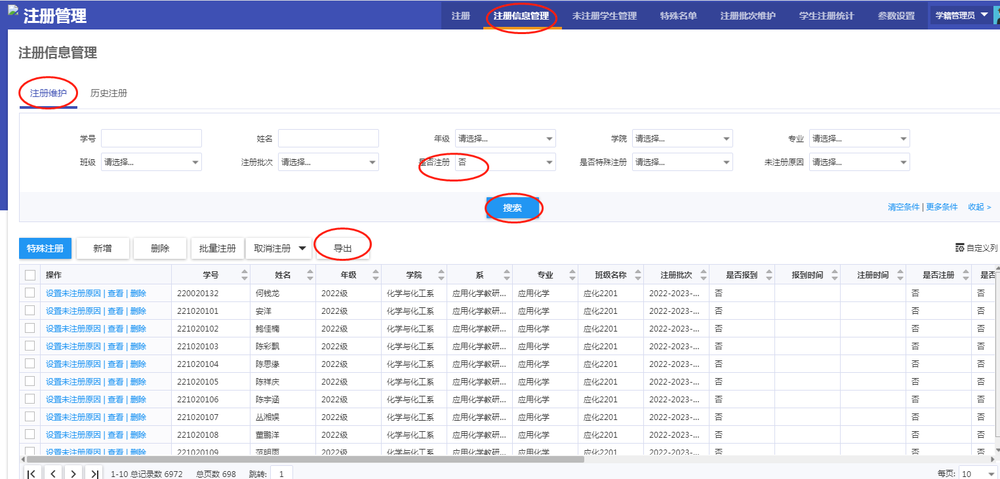 注册管理 注册 注册信息管理 未注册学生管理 特殊名单 注册批次维护 学生注册统计 参数设置 学籍管理员
注册信息管理
注册维护 历史注册
学号 姓名 年级 请选择... 学院 请选择... 专业 请选择...
班级 请选择... 注册批次 请选择... 是否注册 否 是否特殊注册 请选择... 未注册原因 请选择...
搜索 清空条件 | 更多条件 收起 >
特殊注册 新增 删除 批量注册 取消注册 导出 自定义列
操作 学号 姓名 年级 学院 系 专业 班级名称 注册批次 是否报到 报到时间 注册时间 是否注册 是否
设置未注册原因 | 查看 | 删除 220020132 何钱龙 2022级 化学与化工系 应用化学教研... 应用化学 应化2201 2022-2023-... 否 否 否
设置未注册原因 | 查看 | 删除 221020101 安洋 2022级 化学与化工系 应用化学教研... 应用化学 应化2201 2022-2023-... 否 否 否
设置未注册原因 | 查看 | 删除 221020102 鲍佳楠 2022级 化学与化工系 应用化学教研... 应用化学 应化2201 2022-2023-... 否 否 否
设置未注册原因 | 查看 | 删除 221020103 陈彩飘 2022级 化学与化工系 应用化学教研... 应用化学 应化2201 2022-2023-... 否 否 否
设置未注册原因 | 查看 | 删除 221020104 陈思缘 2022级 化学与化工系 应用化学教研... 应用化学 应化2201 2022-2023-... 否 否 否
设置未注册原因 | 查看 | 删除 221020105 陈祥庆 2022级 化学与化工系 应用化学教研... 应用化学 应化2201 2022-2023-... 否 否 否
设置未注册原因 | 查看 | 删除 221020106 陈宇涵 2022级 化学与化工系 应用化学教研... 应用化学 应化2201 2022-2023-... 否 否 否
设置未注册原因 | 查看 | 删除 221020107 丛湘娱 2022级 化学与化工系 应用化学教研... 应用化学 应化2201 2022-2023-... 否 否 否
设置未注册原因 | 查看 | 删除 221020108 董鹏洋 2022级 化学与化工系 应用化学教研... 应用化学 应化2201 2022-2023-... 否 否 否
设置未注册原因 | 查看 | 删除 221020109 范明雨 2022级 化学与化工系 应用化学教研... 应用化学 应化2201 2022-2023-... 否 否 否
1-10 总记录数 6972 总页数 698 跳转: 1 每页: 10